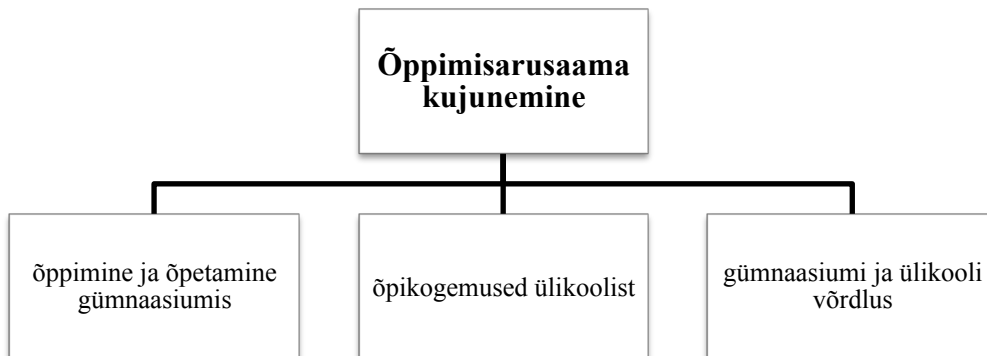 Õppimisarusaama
kujunemine
õppimine ja õpetamine
gümnaasiumis
õpikogemused ülikoolist
gümnaasiumi ja ülikooli
võrdlus